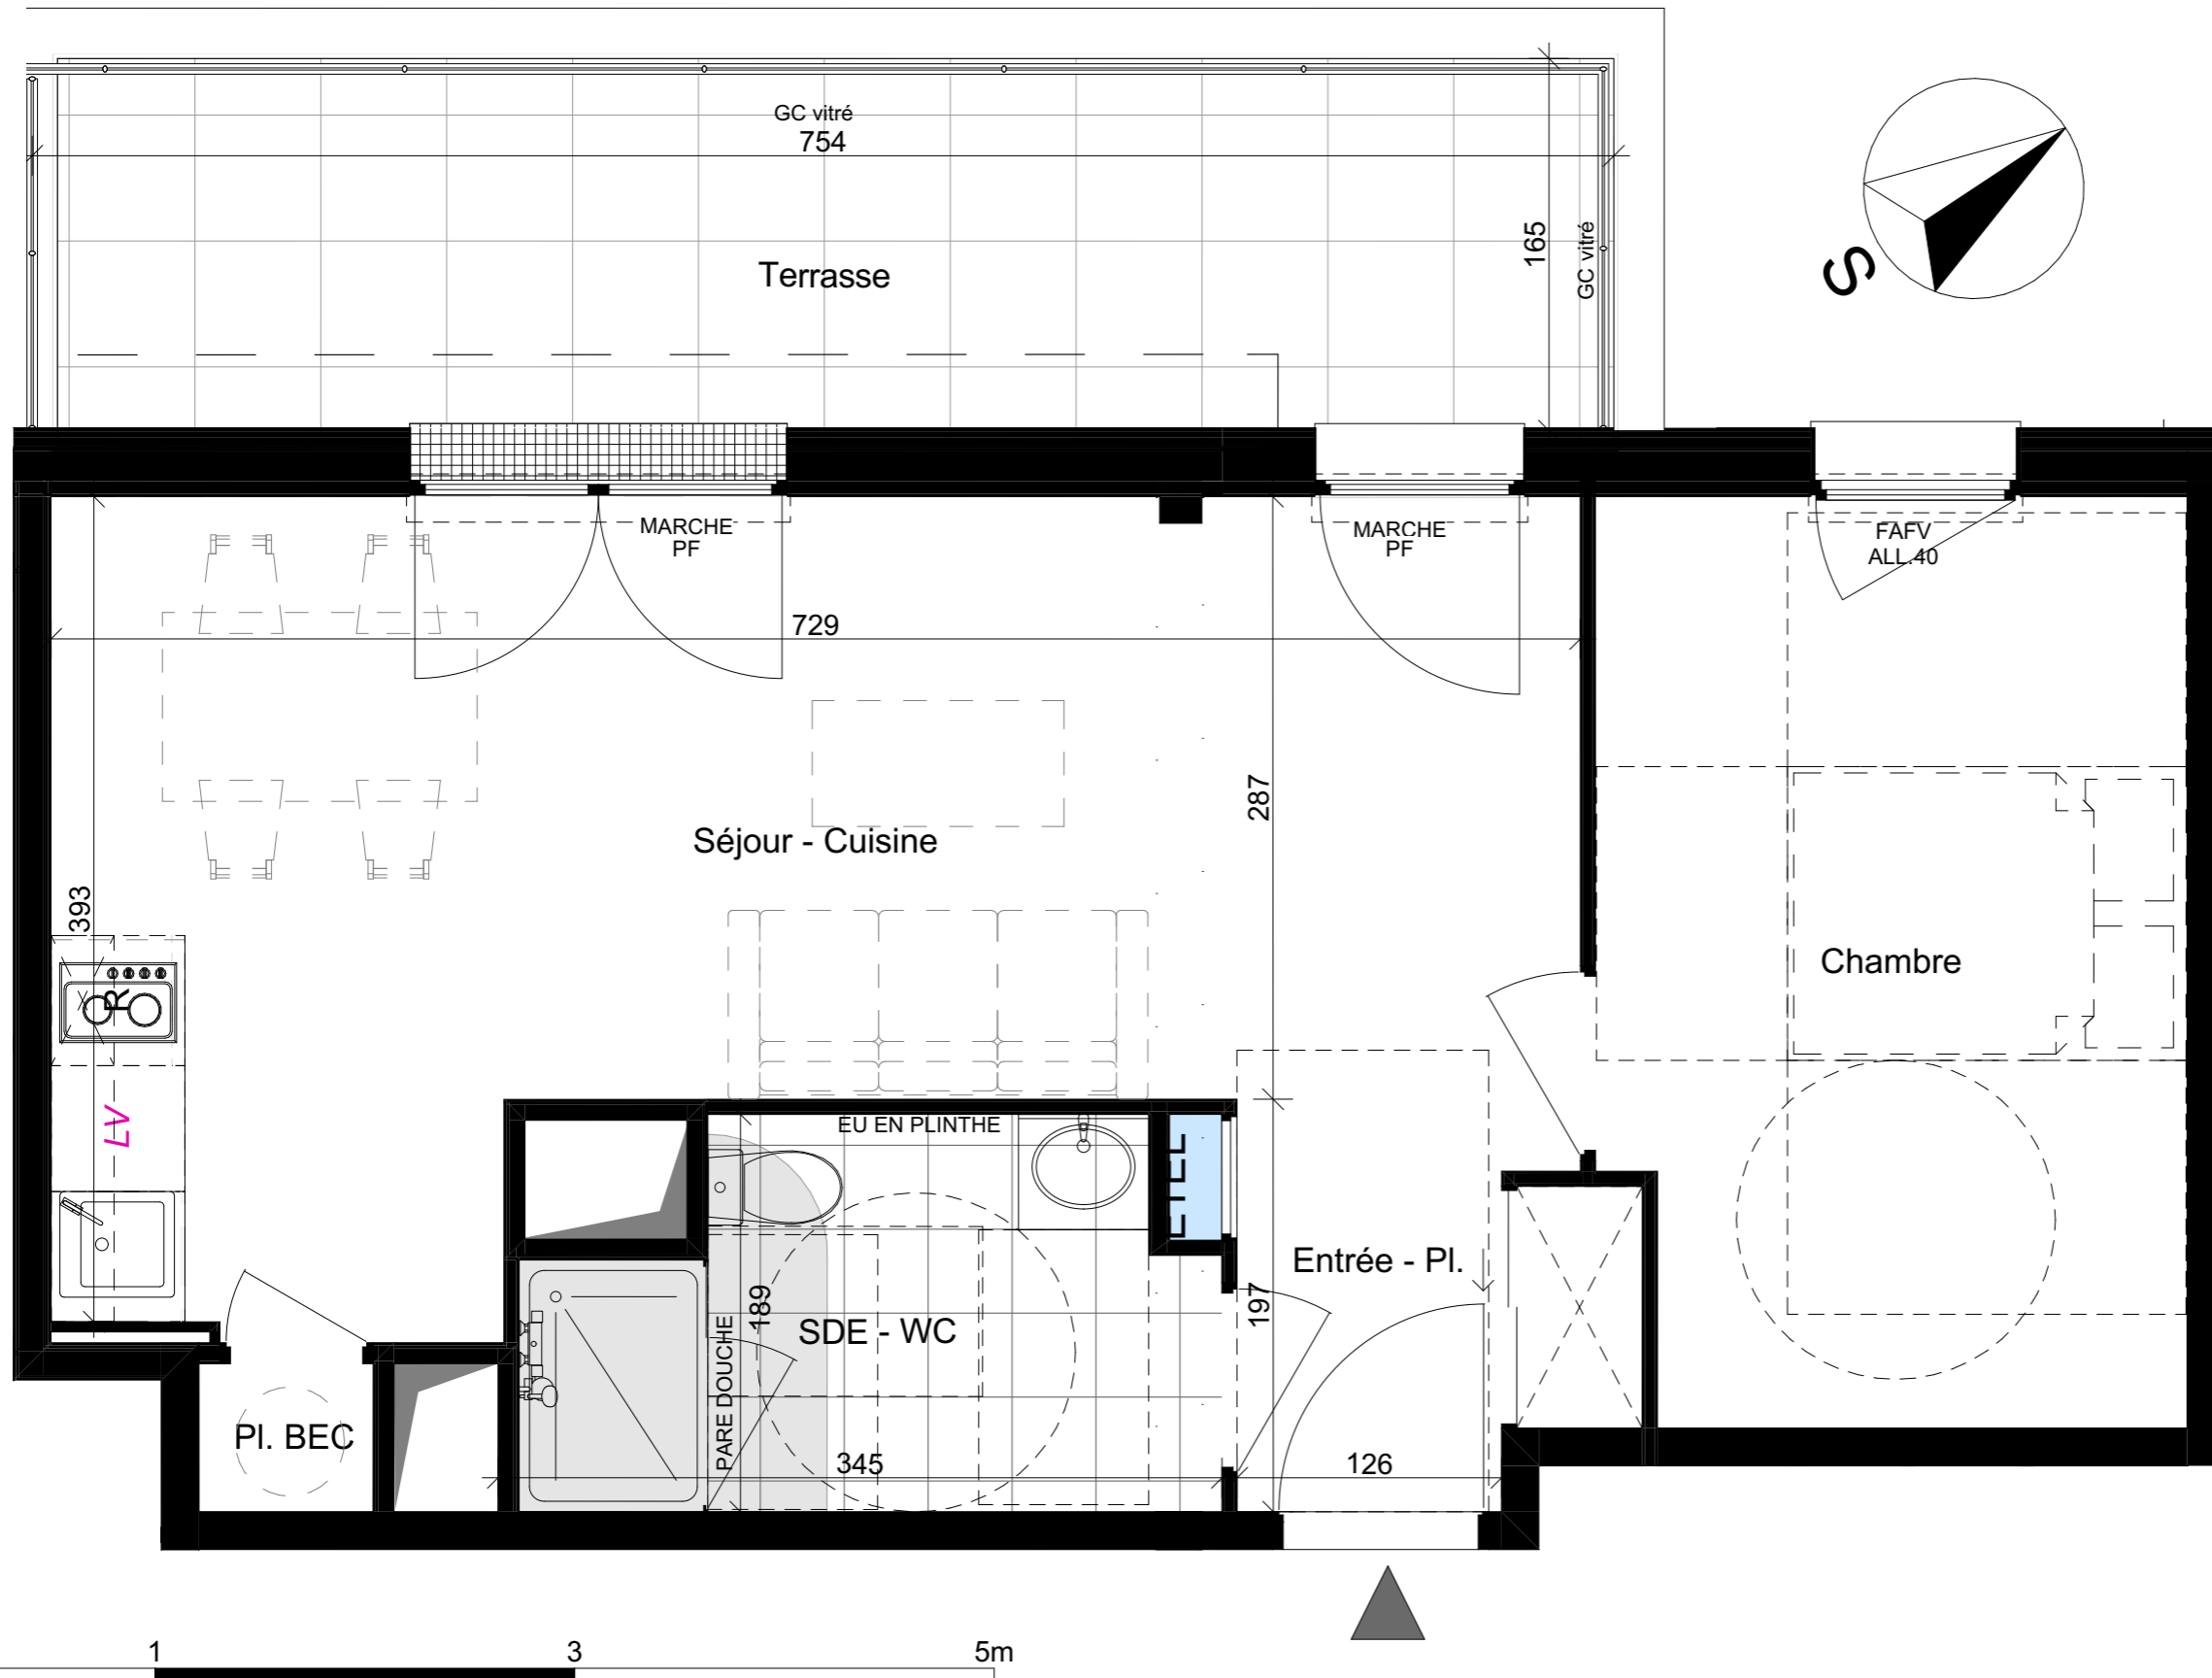 GC vitré
754
165
GC vitré
S
Terrasse
MARCHE
PF
MARCHE
PF
FAFV
ALL.40
729
287
393
Séjour - Cuisine
Chambre
R
LV
EU EN PLINTHE
ETEL
Entrée - Pl.
197
189
SDE - WC
PARE DOUCHE
Pl. BEC
345
126
1
3
5m